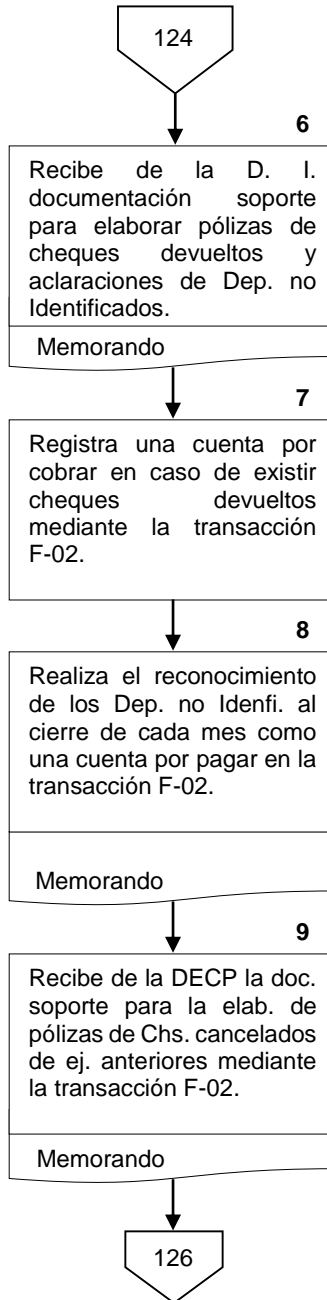 124
6
Recibe de la D. I.
documentación soporte
para elaborar pólizas de
cheques devueltos y
aclaraciones de Dep. no
Identificados.
Memorando
7
Registra una cuenta por
cobrar en caso de existir
cheques devueltos
mediante la transacción
F-02.
8
Realiza el reconocimiento
de los Dep. no Idenfi. al
cierre de cada mes como
una cuenta por pagar en la
transacción F-02.
Memorando
9
Recibe de la DECP la doc.
soporte para la elab. de
pólizas de Chs. cancelados
de ej. anteriores mediante
la transacción F-02.
Memorando
126